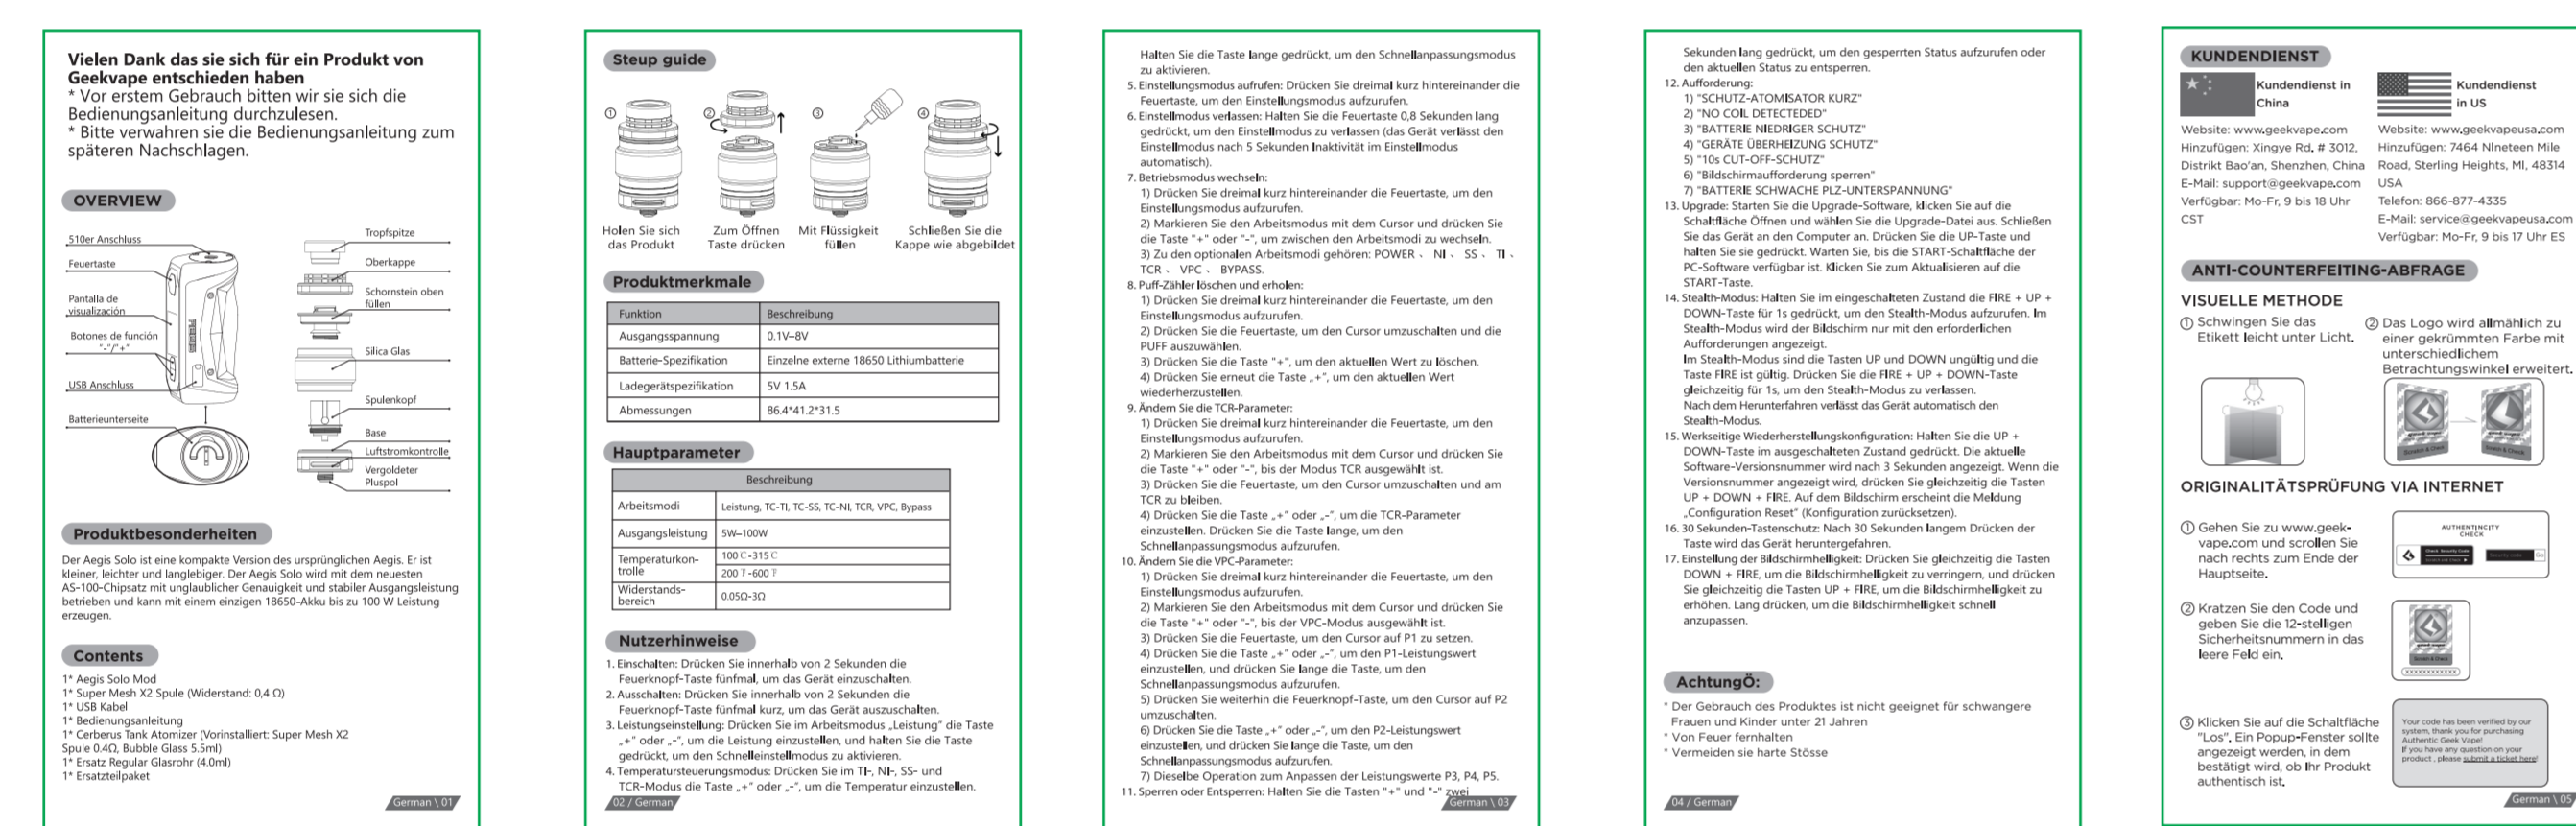 Vielen Dank das sie sich für ein Produkt von
Geekvape entschieden haben
* Vor erstem Gebrauch bitten wir sie sich die
Bedienungsanleitung durchzulesen.
* Bitte verwahren sie die Bedienungsanleitung zum
späteren Nachschlagen.
OVERVIEW
510er Anschluss
Feuertaste
Pantalla de
visualización
Botones de función
"-"/"+"
USB Anschluss
Batterieunterseite
Tropfspitze
Oberkappe
Schornstein oben
füllen
Silica Glas
Spulenkopf
Base
Luftstromkontrolle
Vergoldeter
Pluspol
Produktbesonderheiten
Der Aegis Solo ist eine kompakte Version des ursprünglichen Aegis. Er ist
kleiner, leichter und langlebiger. Der Aegis Solo wird mit dem neuesten
AS-100-Chipsatz mit unglaublicher Genauigkeit und stabiler Ausgangsleistung
betrieben und kann mit einem einzigen 18650-Akku bis zu 100 W Leistung
erzeugen.
Contents
1* Aegis Solo Mod
1* Super Mesh X2 Spule (Widerstand: 0,4 Ω)
1* USB Kabel
1* Bedienungsanleitung
1* Cerberus Tank Atomizer (Vorinstalliert: Super Mesh X2
Spule 0.4Ω, Bubble Glass 5.5ml)
1* Ersatz Regular Glasrohr (4.0ml)
1* Ersatzteilpaket
German \ 01
Steup guide
① ② ③ ④
Holen Sie sich
das Produkt
Zum Öffnen
Taste drücken
Mit Flüssigkeit
füllen
Schließen Sie die
Kappe wie abgebildet
Produktmerkmale
Funktion Beschreibung
Ausgangsspannung 0.1V–8V
Batterie-Spezifikation Einzelne externe 18650 Lithiumbatterie
Ladegerätspezifikation 5V 1.5A
Abmessungen 86.4*41.2*31.5
Hauptparameter
Beschreibung
Arbeitsmodi Leistung, TC-TI, TC-SS, TC-NI, TCR, VPC, Bypass
Ausgangsleistung 5W–100W
Temperaturkon-
trolle
100℃-315℃
200℉-600℉
Widerstands-
bereich
0.05Ω-3Ω
Nutzerhinweise
1. Einschalten: Drücken Sie innerhalb von 2 Sekunden die
Feuerknopf-Taste fünfmal, um das Gerät einzuschalten.
2. Ausschalten: Drücken Sie innerhalb von 2 Sekunden die
Feuerknopf-Taste fünfmal kurz, um das Gerät auszuschalten.
3. Leistungseinstellung: Drücken Sie im Arbeitsmodus „Leistung" die Taste
„+" oder „-", um die Leistung einzustellen, und halten Sie die Taste
gedrückt, um den Schnelleinstellmodus zu aktivieren.
4. Temperatursteuerungsmodus: Drücken Sie im TI-, NI-, SS- und
TCR-Modus die Taste „+" oder „-", um die Temperatur einzustellen.
02 / German
Halten Sie die Taste lange gedrückt, um den Schnellanpassungsmodus
zu aktivieren.
5. Einstellungsmodus aufrufen: Drücken Sie dreimal kurz hintereinander die
Feuertaste, um den Einstellungsmodus aufzurufen.
6. Einstellmodus verlassen: Halten Sie die Feuertaste 0,8 Sekunden lang
gedrückt, um den Einstellmodus zu verlassen (das Gerät verlässt den
Einstellmodus nach 5 Sekunden Inaktivität im Einstellmodus
automatisch).
7. Betriebsmodus wechseln:
1) Drücken Sie dreimal kurz hintereinander die Feuertaste, um den
Einstellungsmodus aufzurufen.
2) Markieren Sie den Arbeitsmodus mit dem Cursor und drücken Sie
die Taste "+" oder "-", um zwischen den Arbeitsmodi zu wechseln.
3) Zu den optionalen Arbeitsmodi gehören: POWER 、 NI 、 SS 、 TI 、
TCR 、 VPC 、 BYPASS.
8. Puff-Zähler löschen und erholen:
1) Drücken Sie dreimal kurz hintereinander die Feuertaste, um den
Einstellungsmodus aufzurufen.
2) Drücken Sie die Feuertaste, um den Cursor umzuschalten und die
PUFF auszuwählen.
3) Drücken Sie die Taste "+", um den aktuellen Wert zu löschen.
4) Drücken Sie erneut die Taste „+", um den aktuellen Wert
wiederherzustellen.
9. Ändern Sie die TCR-Parameter:
1) Drücken Sie dreimal kurz hintereinander die Feuertaste, um den
Einstellungsmodus aufzurufen.
2) Markieren Sie den Arbeitsmodus mit dem Cursor und drücken Sie
die Taste "+" oder "-", bis der Modus TCR ausgewählt ist.
3) Drücken Sie die Feuertaste, um den Cursor umzuschalten und am
TCR zu bleiben.
4) Drücken Sie die Taste „+" oder „-", um die TCR-Parameter
einzustellen. Drücken Sie die Taste lange, um den
Schnellanpassungsmodus aufzurufen.
10. Ändern Sie die VPC-Parameter:
1) Drücken Sie dreimal kurz hintereinander die Feuertaste, um den
Einstellungsmodus aufzurufen.
2) Markieren Sie den Arbeitsmodus mit dem Cursor und drücken Sie
die Taste "+" oder "-", bis der VPC-Modus ausgewählt ist.
3) Drücken Sie die Feuertaste, um den Cursor auf P1 zu setzen.
4) Drücken Sie die Taste „+" oder „-", um den P1-Leistungswert
einzustellen, und drücken Sie lange die Taste, um den
Schnellanpassungsmodus aufzurufen.
5) Drücken Sie weiterhin die Feuerknopf-Taste, um den Cursor auf P2
umzuschalten.
6) Drücken Sie die Taste „+" oder „-", um den P2-Leistungswert
einzustellen, und drücken Sie lange die Taste, um den
Schnellanpassungsmodus aufzurufen.
7) Dieselbe Operation zum Anpassen der Leistungswerte P3, P4, P5.
11. Sperren oder Entsperren: Halten Sie die Tasten "+" und "-" zwei
German \ 03
Sekunden lang gedrückt, um den gesperrten Status aufzurufen oder
den aktuellen Status zu entsperren.
12. Aufforderung:
1) "SCHUTZ-ATOMISATOR KURZ"
2) "NO COIL DETECTEDED"
3) "BATTERIE NIEDRIGER SCHUTZ"
4) "GERÄTE ÜBERHEIZUNG SCHUTZ"
5) "10s CUT-OFF-SCHUTZ"
6) "Bildschirmaufforderung sperren"
7) "BATTERIE SCHWACHE PLZ-UNTERSPANNUNG"
13. Upgrade: Starten Sie die Upgrade-Software, klicken Sie auf die
Schaltfläche Öffnen und wählen Sie die Upgrade-Datei aus. Schließen
Sie das Gerät an den Computer an. Drücken Sie die UP-Taste und
halten Sie sie gedrückt. Warten Sie, bis die START-Schaltfläche der
PC-Software verfügbar ist. Klicken Sie zum Aktualisieren auf die
START-Taste.
14. Stealth-Modus: Halten Sie im eingeschalteten Zustand die FIRE + UP +
DOWN-Taste für 1s gedrückt, um den Stealth-Modus aufzurufen. Im
Stealth-Modus wird der Bildschirm nur mit den erforderlichen
Aufforderungen angezeigt.
Im Stealth-Modus sind die Tasten UP und DOWN ungültig und die
Taste FIRE ist gültig. Drücken Sie die FIRE + UP + DOWN-Taste
gleichzeitig für 1s, um den Stealth-Modus zu verlassen.
Nach dem Herunterfahren verlässt das Gerät automatisch den
Stealth-Modus.
15. Werkseitige Wiederherstellungskonfiguration: Halten Sie die UP +
DOWN-Taste im ausgeschalteten Zustand gedrückt. Die aktuelle
Software-Versionsnummer wird nach 3 Sekunden angezeigt. Wenn die
Versionsnummer angezeigt wird, drücken Sie gleichzeitig die Tasten
UP + DOWN + FIRE. Auf dem Bildschirm erscheint die Meldung
„Configuration Reset" (Konfiguration zurücksetzen).
16. 30 Sekunden-Tastenschutz: Nach 30 Sekunden langem Drücken der
Taste wird das Gerät heruntergefahren.
17. Einstellung der Bildschirmhelligkeit: Drücken Sie gleichzeitig die Tasten
DOWN + FIRE, um die Bildschirmhelligkeit zu verringern, und drücken
Sie gleichzeitig die Tasten UP + FIRE, um die Bildschirmhelligkeit zu
erhöhen. Lang drücken, um die Bildschirmhelligkeit schnell
anzupassen.
AchtungÖ:
* Der Gebrauch des Produktes ist nicht geeignet für schwangere
Frauen und Kinder unter 21 Jahren
* Von Feuer fernhalten
* Vermeiden sie harte Stösse
04 / German
KUNDENDIENST
Kundendienst in
China
Website: www.geekvape.com
Hinzufügen: Xingye Rd. # 3012,
Distrikt Bao'an, Shenzhen, China
E-Mail: support@geekvape.com
Verfügbar: Mo-Fr, 9 bis 18 Uhr
CST
Kundendienst
in US
Website: www.geekvapeusa.com
Hinzufügen: 7464 NIneteen Mile
Road, Sterling Heights, MI, 48314
USA
Telefon: 866-877-4335
E-Mail: service@geekvapeusa.com
Verfügbar: Mo-Fr, 9 bis 17 Uhr ES
ANTI-COUNTERFEITING-ABFRAGE
VISUELLE METHODE
① Schwingen Sie das
Etikett leicht unter Licht.
② Das Logo wird allmählich zu
einer gekrümmten Farbe mit
unterschiedlichem
Betrachtungswinkel erweitert.
Scratch & Check
Scratch & Check
ORIGINALITÄTSPRÜFUNG VIA INTERNET
① Gehen Sie zu www.geek-
vape.com und scrollen Sie
nach rechts zum Ende der
Hauptseite.
AUTHENTINCITY
CHECK
Check Security Code
Security code Go
② Kratzen Sie den Code und
geben Sie die 12-stelligen
Sicherheitsnummern in das
leere Feld ein.
Scratch & Check
③ Klicken Sie auf die Schaltfläche
"Los". Ein Popup-Fenster sollte
angezeigt werden, in dem
bestätigt wird, ob Ihr Produkt
authentisch ist.
Your code has been verified by our
system, thank you for purchasing
Authentic Geek Vape!
If you have any question on your
product , please submit a ticket here!
German \ 05